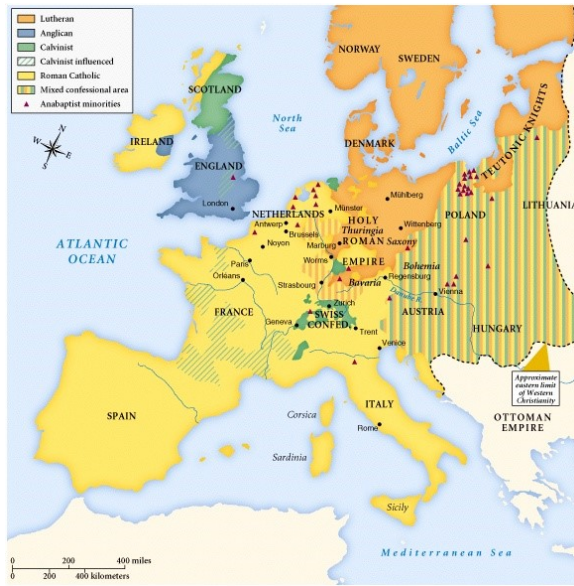 Lutheran
Anglican
Calvinist
Calvinist influenced
Roman Catholic
Mixed confessional area
Anabaptist minorities
NORWAY
SWEDEN
SCOTLAND
North
Sea
Baltic Sea
TEUTONIC KNIGHTS
IRELAND
DENMARK
N
W
E
S
ENGLAND
LITHUANIA
London
NETHERLANDS
Münster
Mühlberg
POLAND
Antwerp
Brussels
HOLY
Thuringia
Wittenberg
Noyon
Marburg
ROMAN
Saxony
ATLANTIC
OCEAN
Paris
Worms
EMPIRE
Bohemia
Orléans
Regensburg
Strasbourg
Bavaria
Danube R.
Vienna
Zurich
FRANCE
Geneva
SWISS
CONFED.
AUSTRIA
Trent
HUNGARY
Venice
Approximate
eastern limit
of Western
Christianity
SPAIN
Corsica
ITALY
OTTOMAN
EMPIRE
Rome
Sardinia
Sicily
0 200 400 miles
0 200 400 kilometers
Mediterranean Sea